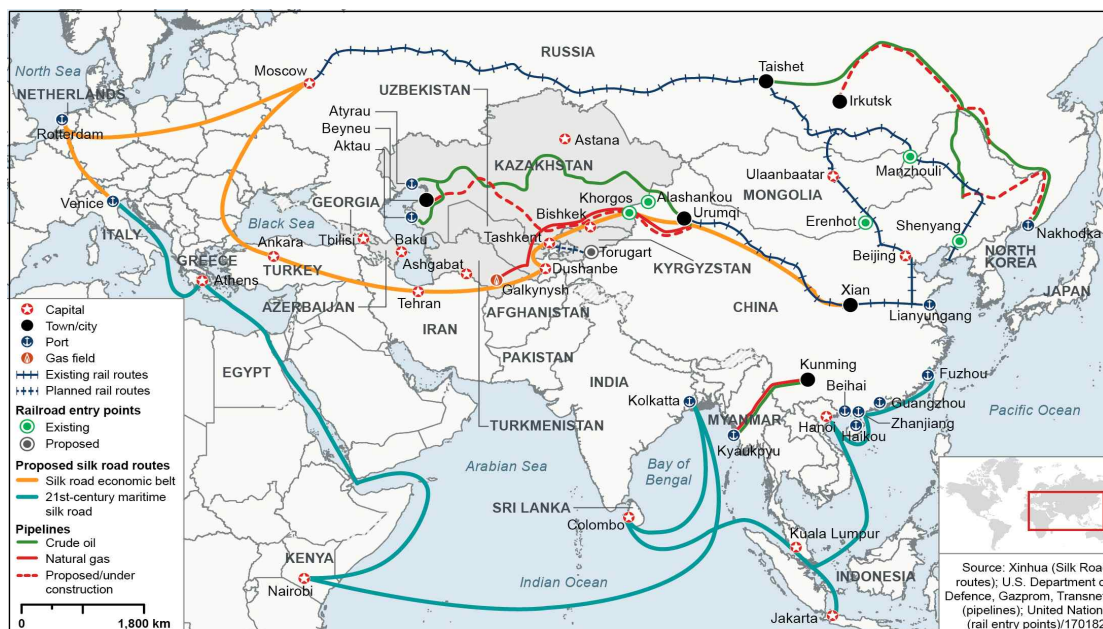 North Sea
NETHERLANDS
Rotterdam
Venice
ITALY
GREECE
Athens
Moscow
RUSSIA
UZBEKISTAN
Atyrau
Beyneu
Aktau
Astana
KAZAKHSTAN
Khorgos
Alashankou
Urumqi
Bishkek
Tashkent
Torugart
KYRGYZSTAN
Dushanbe
Galkynysh
GEORGIA
Black Sea
Tbilisi
Baku
Ankara
TURKEY
Ashgabat
AZERBAIJAN
Tehran
IRAN
AFGHANISTAN
PAKISTAN
TURKMENISTAN
Taishet
Irkutsk
Ulaanbaatar
MONGOLIA
Manzhouli
Erenhot
Shenyang
Beijing
NORTH
KOREA
Nakhodka
JAPAN
Xian
CHINA
Lianyungang
EGYPT
INDIA
Kolkatta
Kunming
Beihai
Fuzhou
Guangzhou
Zhanjiang
MYANMAR
Hanoi
Haikou
Kyaukpyu
Pacific Ocean
Arabian Sea
Bay of
Bengal
SRI LANKA
Colombo
Kuala Lumpur
KENYA
Nairobi
Indian Ocean
INDONESIA
Jakarta
Capital
Town/city
Port
Gas field
Existing rail routes
Planned rail routes
Railroad entry points
Existing
Proposed
Proposed silk road routes
Silk road economic belt
21st-century maritime
silk road
Pipelines
Crude oil
Natural gas
Proposed/under
construction
0 1,800 km
Source: Xinhua (Silk Roa
routes); U.S. Department o
Defence, Gazprom, Transne
(pipelines); United Nation
(rail entry points)/170182